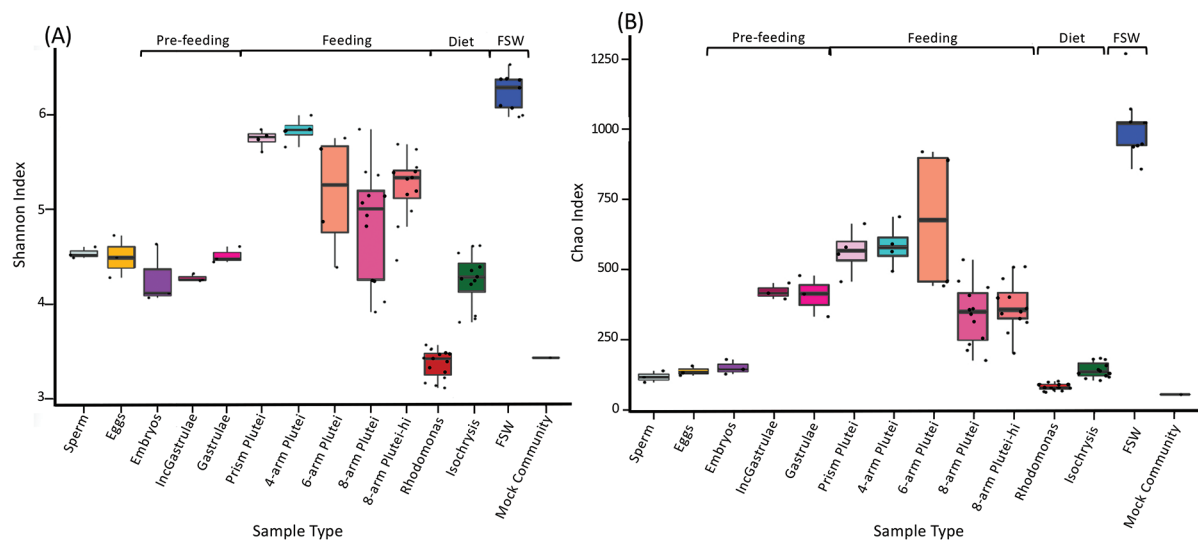 (A)
Pre-feeding
Feeding
Diet
FSW
Shannon Index
6
5
4
3
Sperm
Eggs
Embryos
IncGastrulae
Gastrulae
Prism Plutei
4-arm Plutei
6-arm Plutei
8-arm Plutei
8-arm Plutei-hi
Rhodomonas
Isochrysis
FSW
Mock Community
Sample Type
(B)
Pre-feeding
Feeding
Diet
FSW
Chao Index
1250
1000
750
500
250
0
Sperm
Eggs
Embryos
IncGastrulae
Gastrulae
Prism Plutei
4-arm Plutei
6-arm Plutei
8-arm Plutei
8-arm Plutei-hi
Rhodomonas
Isochrysis
FSW
Mock Community
Sample Type